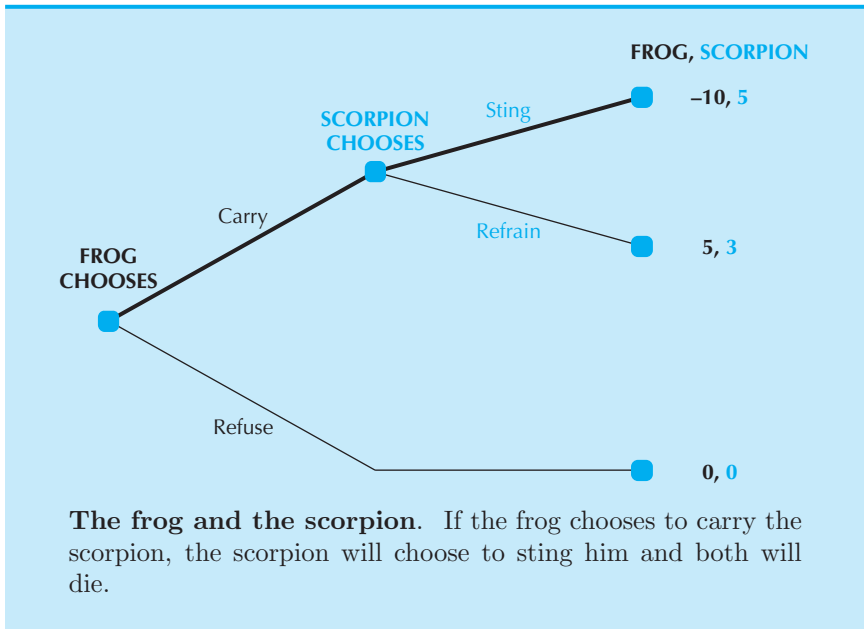 FROG, SCORPION
–10, 5
Sting
SCORPION
CHOOSES
Carry
Refrain
5, 3
FROG
CHOOSES
Refuse
0, 0
The frog and the scorpion. If the frog chooses to carry the
scorpion, the scorpion will choose to sting him and both will
die.